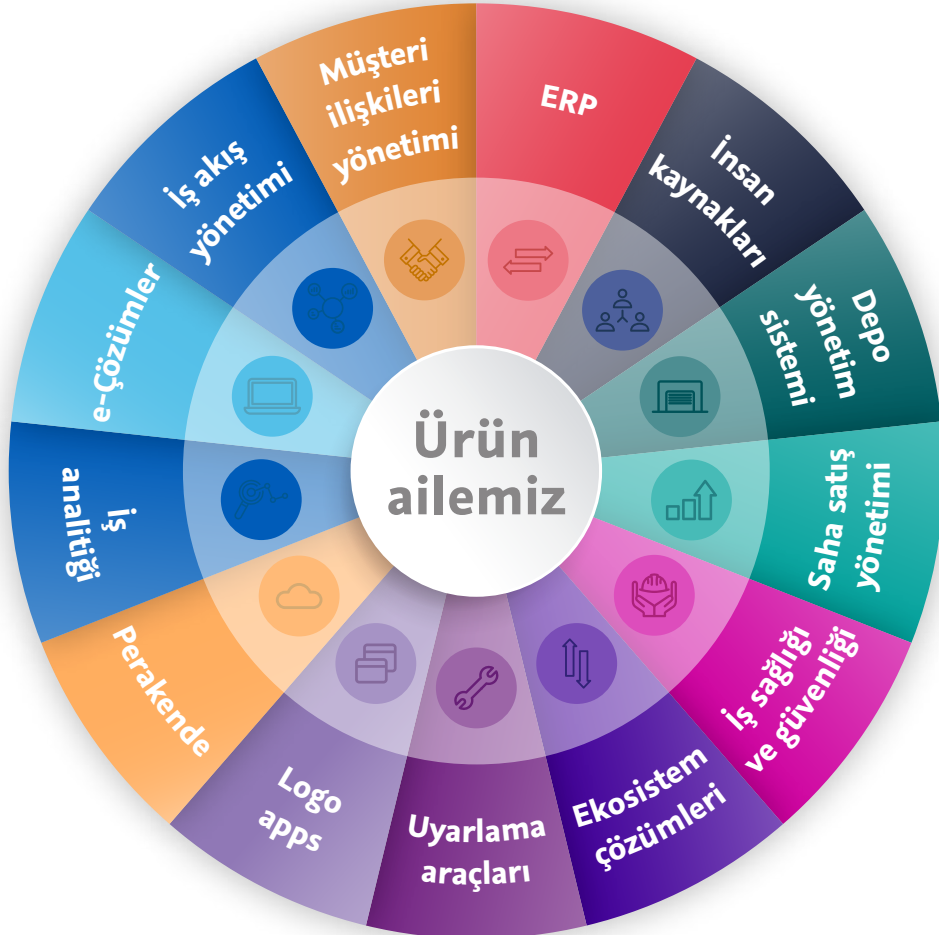 Ürün
ailemiz
ERP
İnsan
kaynakları
Depo
yönetim
sistemi
Saha satış
yönetimi
İş sağlığı
ve güvenliği
Ekosistem
çözümleri
Uyarlama
araçları
Logo
apps
Perakende
İş
analitiği
e-Çözümler
İş akış
yönetimi
Müşteri
ilişkileri
yönetimi